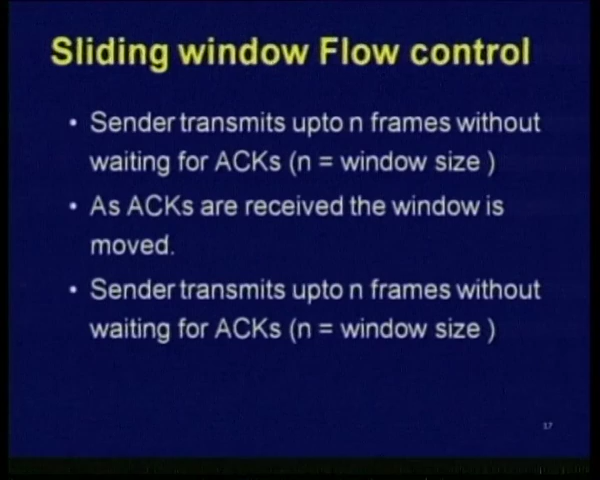 Sliding window Flow control
• Sender transmits upto n frames without
waiting for ACKs (n = window size )
• As ACKs are received the window is
moved.
• Sender transmits upto n frames without
waiting for ACKs (n = window size )
17